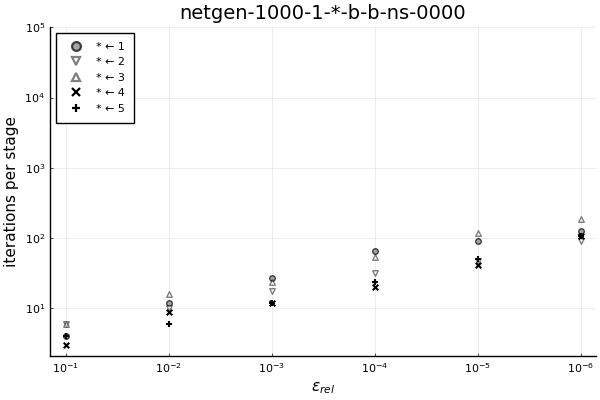 netgen-1000-1-*-b-b-ns-0000
iterations per stage
10⁵
10⁴
10³
10²
10¹
* ← 1
* ← 2
* ← 3
* ← 4
* ← 5
10⁻¹ 10⁻² 10⁻³ 10⁻⁴ 10⁻⁵ 10⁻⁶
ε_rel